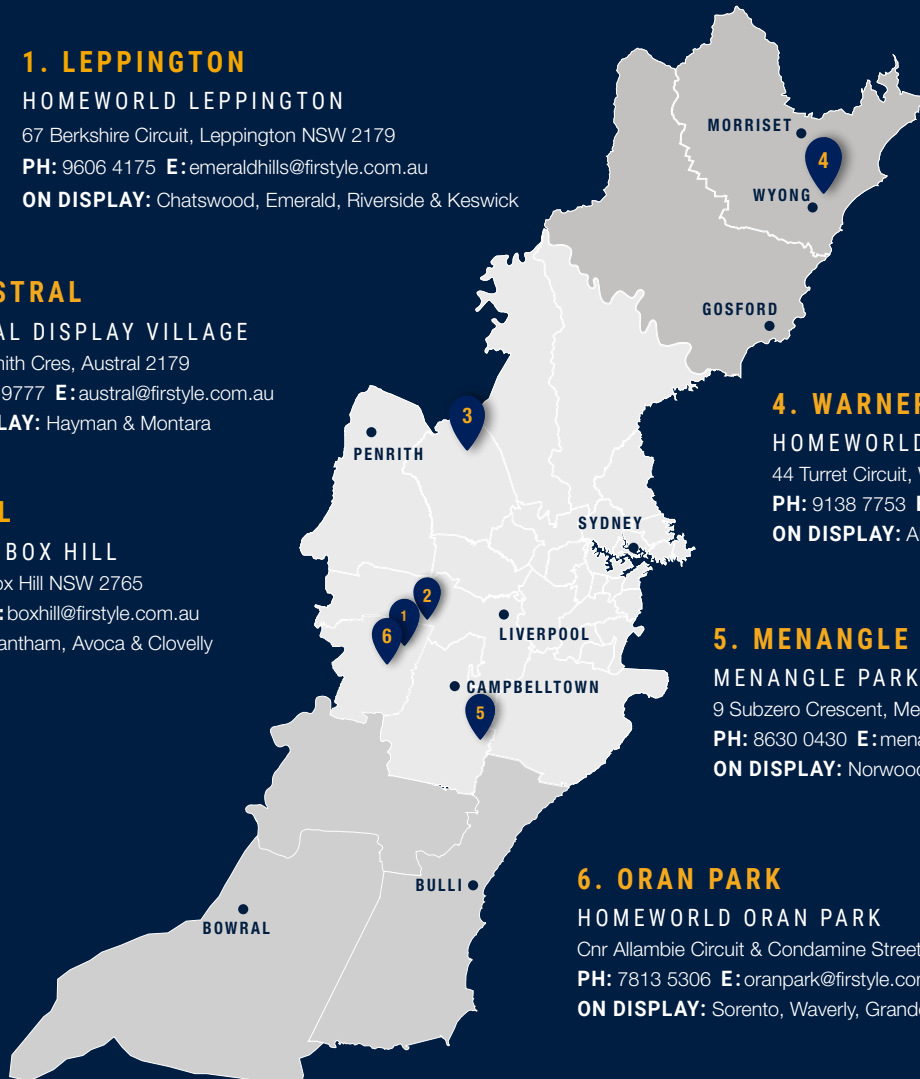 1. LEPPINGTON
HOMEWORLD LEPPINGTON
67 Berkshire Circuit, Leppington NSW 2179
PH: 9606 4175 E: emeraldhills@firstyle.com.au
ON DISPLAY: Chatswood, Emerald, Riverside & Keswick
STRAL
AL DISPLAY VILLAGE
ith Cres, Austral 2179
9777 E: austral@firstyle.com.au
LAY: Hayman & Montara
L
BOX HILL
ox Hill NSW 2765
: boxhill@firstyle.com.au
antham, Avoca & Clovelly
MORRISET
4
WYONG
GOSFORD
3
PENRITH
SYDNEY
2
1
6
LIVERPOOL
CAMPBELLTOWN
5
BULLI
BOWRAL
4. WARNER
HOMEWORLD
44 Turret Circuit,
PH: 9138 7753
ON DISPLAY: A
5. MENANGLE
MENANGLE PARK
9 Subzero Crescent, Me
PH: 8630 0430 E: mena
ON DISPLAY: Norwood
6. ORAN PARK
HOMEWORLD ORAN PARK
Cnr Allambie Circuit & Condamine Street
PH: 7813 5306 E: oranpark@firstyle.com
ON DISPLAY: Sorento, Waverly, Grande